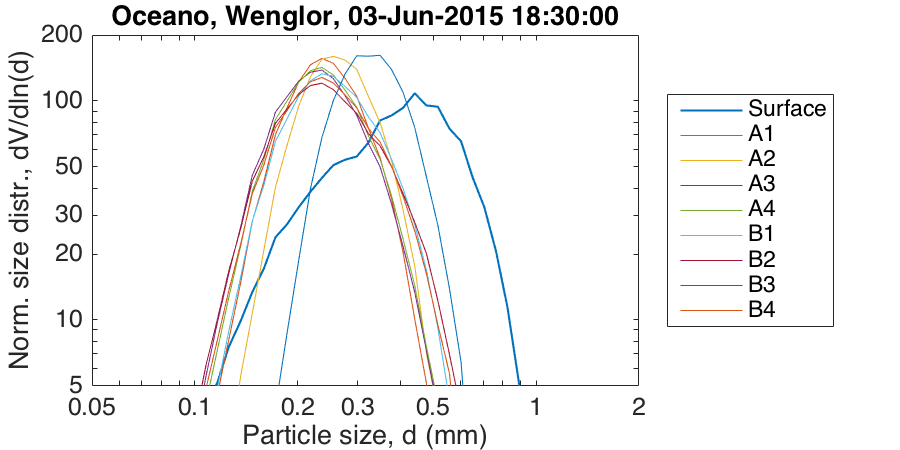 Oceano, Wenglor, 03-Jun-2015 18:30:00
Norm. size distr., dV/dln(d)
200
100
50
30
20
10
5
0.05 0.1 0.2 0.3 0.5 1 2
Particle size, d (mm)
Surface
A1
A2
A3
A4
B1
B2
B3
B4